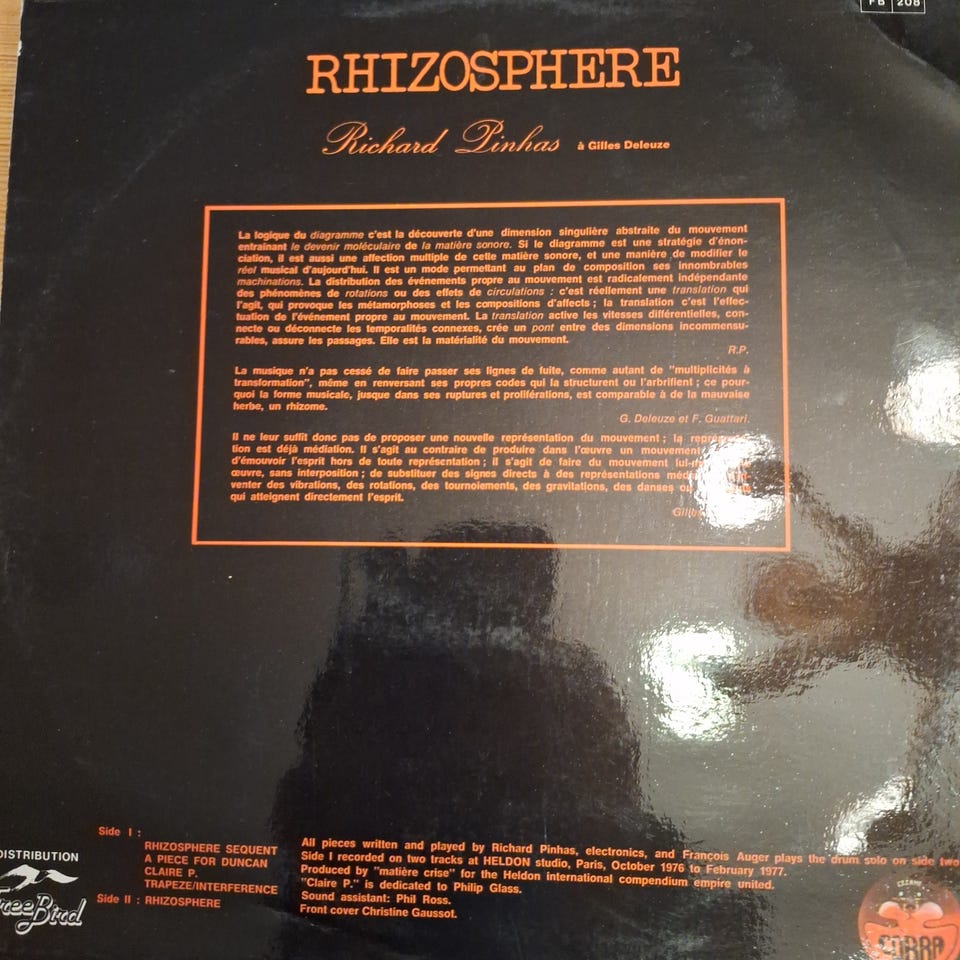 FB 208
RHIZOSPHERE
Richard Pinhas à Gilles Deleuze
La logique du diagramme c'est la découverte d'une dimension singulière abstraite du mouvement
entraînant le devenir moléculaire de la matière sonore. Si le diagramme est une stratégie d'énon-
ciation, il est aussi une affection multiple de cette matière sonore, et une manière de modifier le
réel musical d'aujourd'hui. Il est un mode permettant au plan de composition ses innombrables
machinations. La distribution des événements propre au mouvement est radicalement indépendante
des phénomènes de rotations ou des effets de circulations : c'est réellement une translation qui
l'agit, qui provoque les métamorphoses et les compositions d'affects ; la translation c'est l'effec-
tuation de l'événement propre au mouvement. La translation active les vitesses différentielles, con-
necte ou déconnecte les temporalités connexes, crée un pont entre des dimensions incommensu-
rables, assure les passages. Elle est la matérialité du mouvement.
R.P.
La musique n'a pas cessé de faire passer ses lignes de fuite, comme autant de "multiplicités à
transformation", même en renversant ses propres codes qui la structurent ou l'arbrifient ; ce pour-
quoi la forme musicale, jusque dans ses ruptures et proliférations, est comparable à de la mauvaise
herbe, un rhizome.
G. Deleuze et F. Guattari.
Il ne leur suffit donc pas de proposer une nouvelle représentation du mouvement ; la
tion est déjà médiation. Il s'agit au contraire de produire dans l'œuvre un mouvement
d'émouvoir l'esprit hors de toute représentation ; il s'agit de faire du mouvement
œuvre, sans interposition ; de substituer des signes directs à des représentations
venter des vibrations, des rotations, des tournoiements, des gravitations, des danses ou
qui atteignent directement l'esprit.
Side I :
RHIZOSPHERE SEQUENT
A PIECE FOR DUNCAN
CLAIRE P.
TRAPEZE/INTERFERENCE
Side II : RHIZOSPHERE
All pieces written and played by Richard Pinhas, electronics, and François Auger plays the drum solo on side two
Side I recorded on two tracks at HELDON studio, Paris, October 1976 to February 1977.
Produced by "matière crise" for the Heldon international compendium empire united.
"Claire P." is dedicated to Philip Glass.
Sound assistant: Phil Ross.
Front cover Christine Gaussot.
DISTRIBUTION
Bird
COBRA